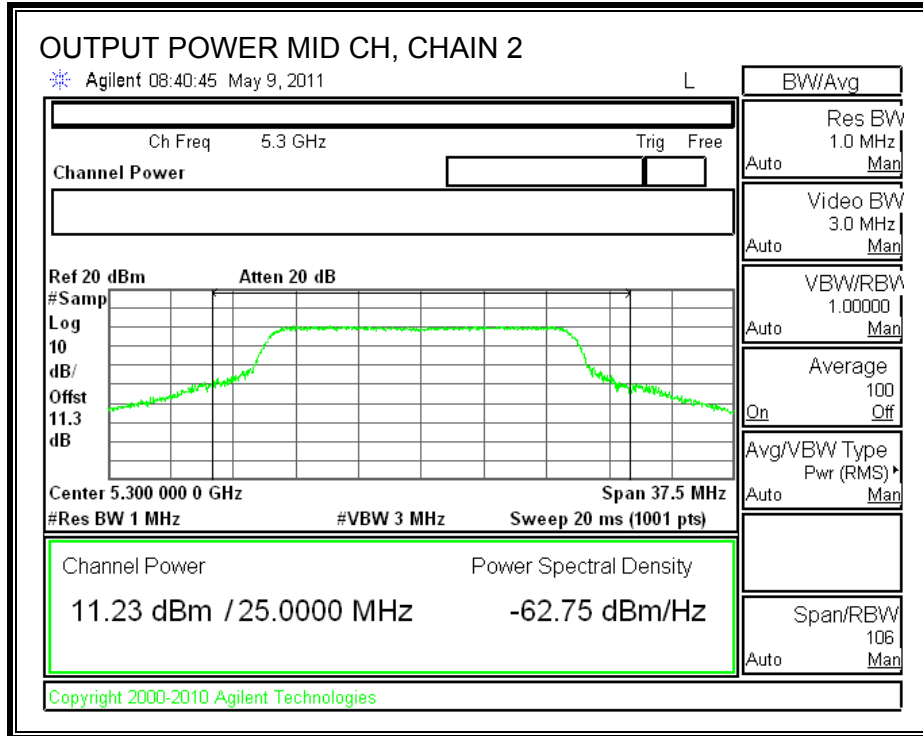 OUTPUT POWER MID CH, CHAIN 2
Agilent 08:40:45 May 9, 2011 L
Ch Freq 5.3 GHz Trig Free
Channel Power
Ref 20 dBm Atten 20 dB
#Samp
Log
10
dB/
Offst
11.3
dB
Center 5.300 000 0 GHz Span 37.5 MHz
#Res BW 1 MHz #VBW 3 MHz Sweep 20 ms (1001 pts)
Channel Power Power Spectral Density
11.23 dBm / 25.0000 MHz -62.75 dBm/Hz
Copyright 2000-2010 Agilent Technologies
BW/Avg
Res BW
1.0 MHz
Auto Man
Video BW
3.0 MHz
Auto Man
VBW/RBW
1.00000
Auto Man
Average
100
On Off
Avg/VBW Type
Pwr (RMS)
Auto Man
Span/RBW
106
Auto Man